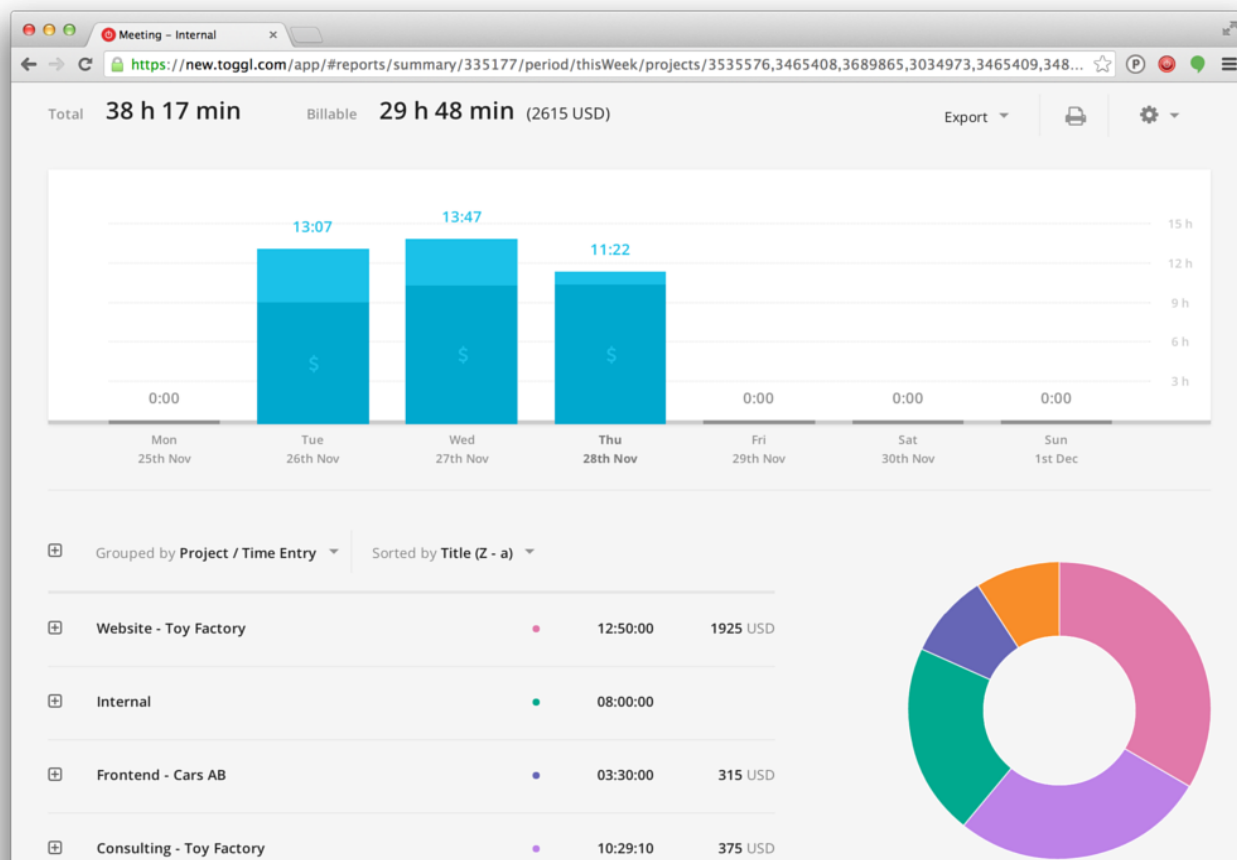 Meeting – Internal
https://new.toggl.com/app/#reports/summary/335177/period/thisWeek/projects/3535576,3465408,3689865,3034973,3465409,348...
P
Total 38 h 17 min Billable 29 h 48 min (2615 USD) Export
13:07 13:47 11:22
15 h
12 h
9 h
6 h
3 h
$ $ $
0:00 0:00 0:00 0:00
Mon Tue Wed Thu Fri Sat Sun
25th Nov 26th Nov 27th Nov 28th Nov 29th Nov 30th Nov 1st Dec
Grouped by Project / Time Entry Sorted by Title (Z - a)
Website - Toy Factory 12:50:00 1925 USD
Internal 08:00:00
Frontend - Cars AB 03:30:00 315 USD
Consulting - Toy Factory 10:29:10 375 USD